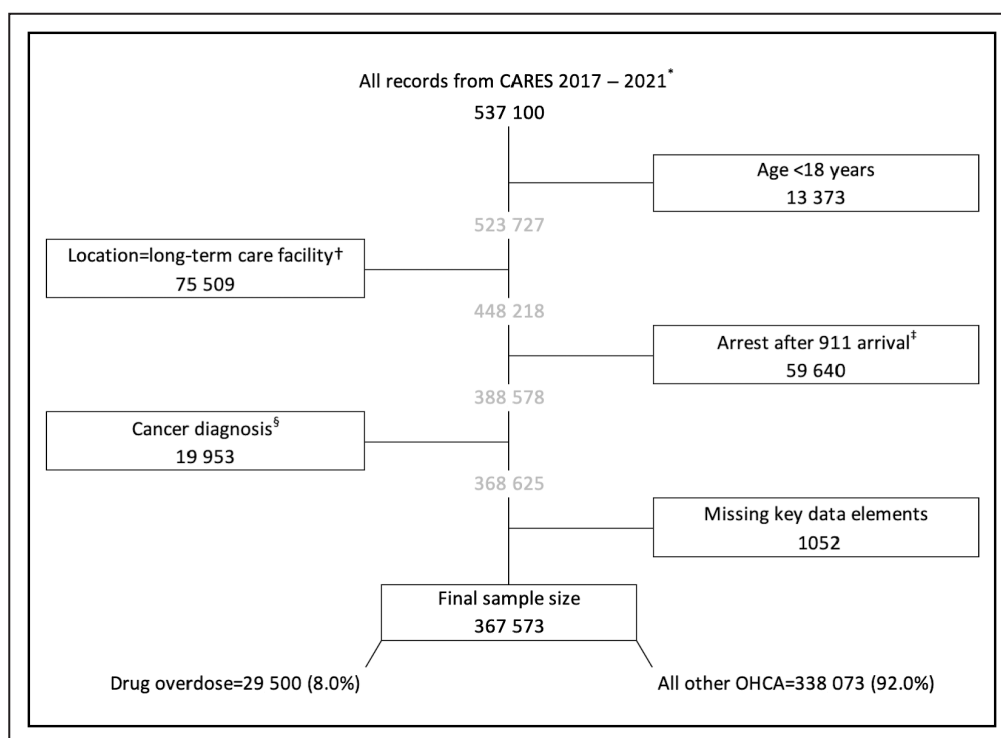 All records from CARES 2017 – 2021*
537 100
Age <18 years
13 373
523 727
Location=long-term care facility†
75 509
448 218
Arrest after 911 arrival‡
59 640
388 578
Cancer diagnosis§
19 953
368 625
Missing key data elements
1052
Final sample size
367 573
Drug overdose=29 500 (8.0%)
All other OHCA=338 073 (92.0%)